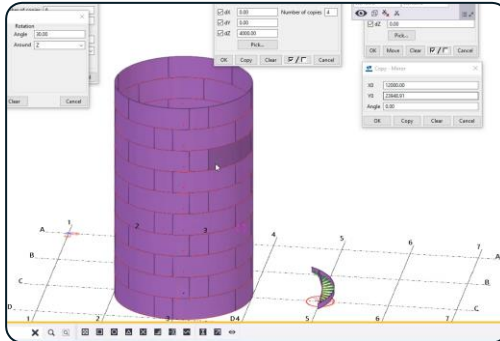 Rotation
Angle 30.00
Around Z
Clear Cancel
dX 0.00 Number of copies 4
dY 0.00
dZ 4000.00
Pick...
OK Copy Clear Cancel
dZ 0.00
Pick...
OK Move Clear Cancel
Copy - Mirror
X0 12000.00
Y0
Angle 0.00
OK Copy Clear Cancel
A 1 2 3 4 5 6 7 A
B B
C 5 C
D 1 2 3 D4 6 7